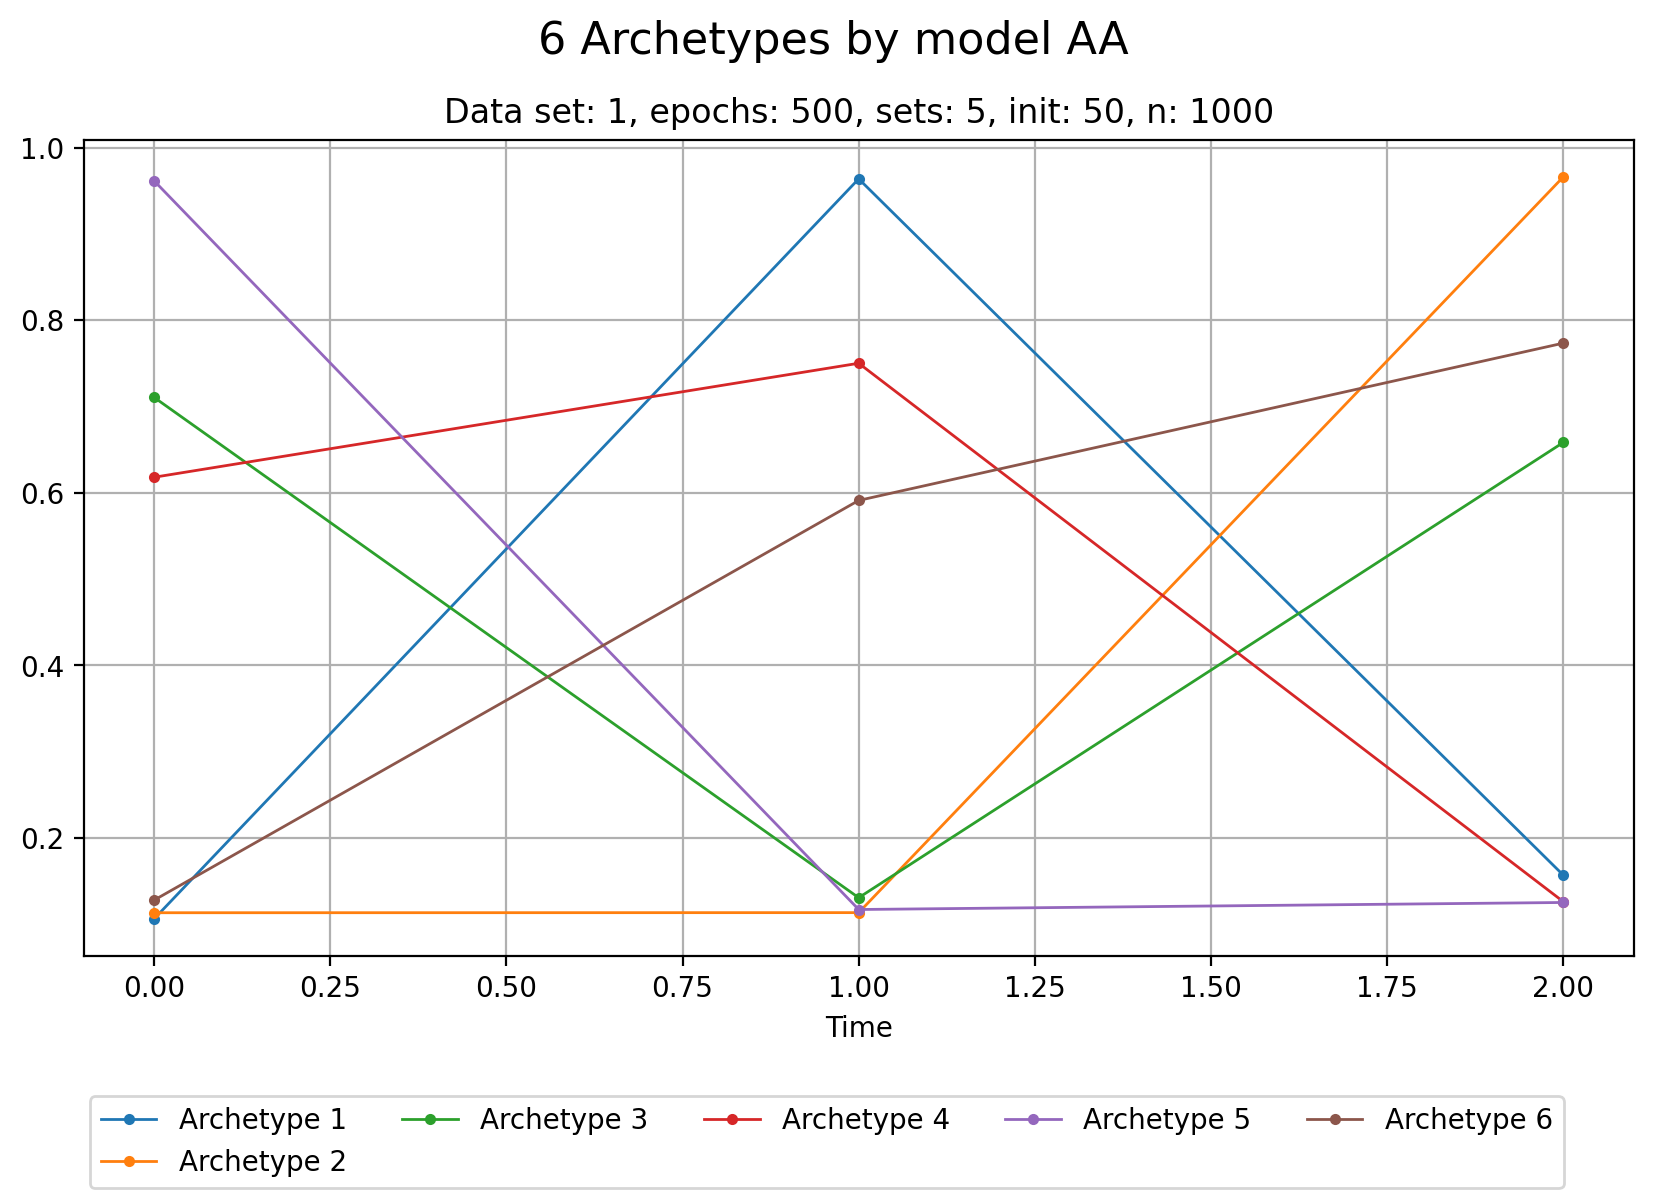 6 Archetypes by model AA
Data set: 1, epochs: 500, sets: 5, init: 50, n: 1000
1.0
0.8
0.6
0.4
0.2
0.00 0.25 0.50 0.75 1.00 1.25 1.50 1.75 2.00
Time
Archetype 1 Archetype 3 Archetype 4 Archetype 5 Archetype 6
Archetype 2